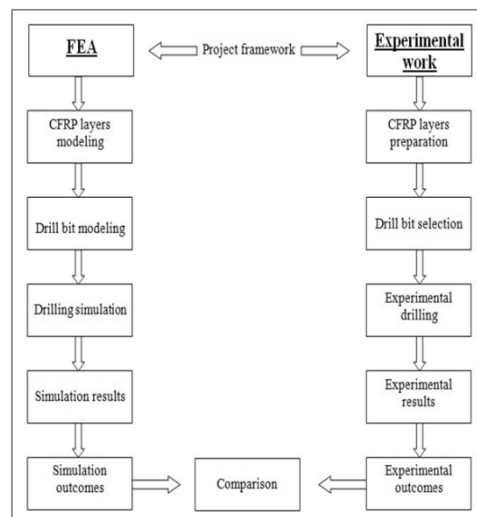 FEA
Project framework
Experimental
work
CFRP layers
modeling
CFRP layers
preparation
Drill bit modeling
Drill bit selection
Drilling simulation
Experimental
drilling
Simulation results
Experimental
results
Simulation
outcomes
Comparison
Experimental
outcomes